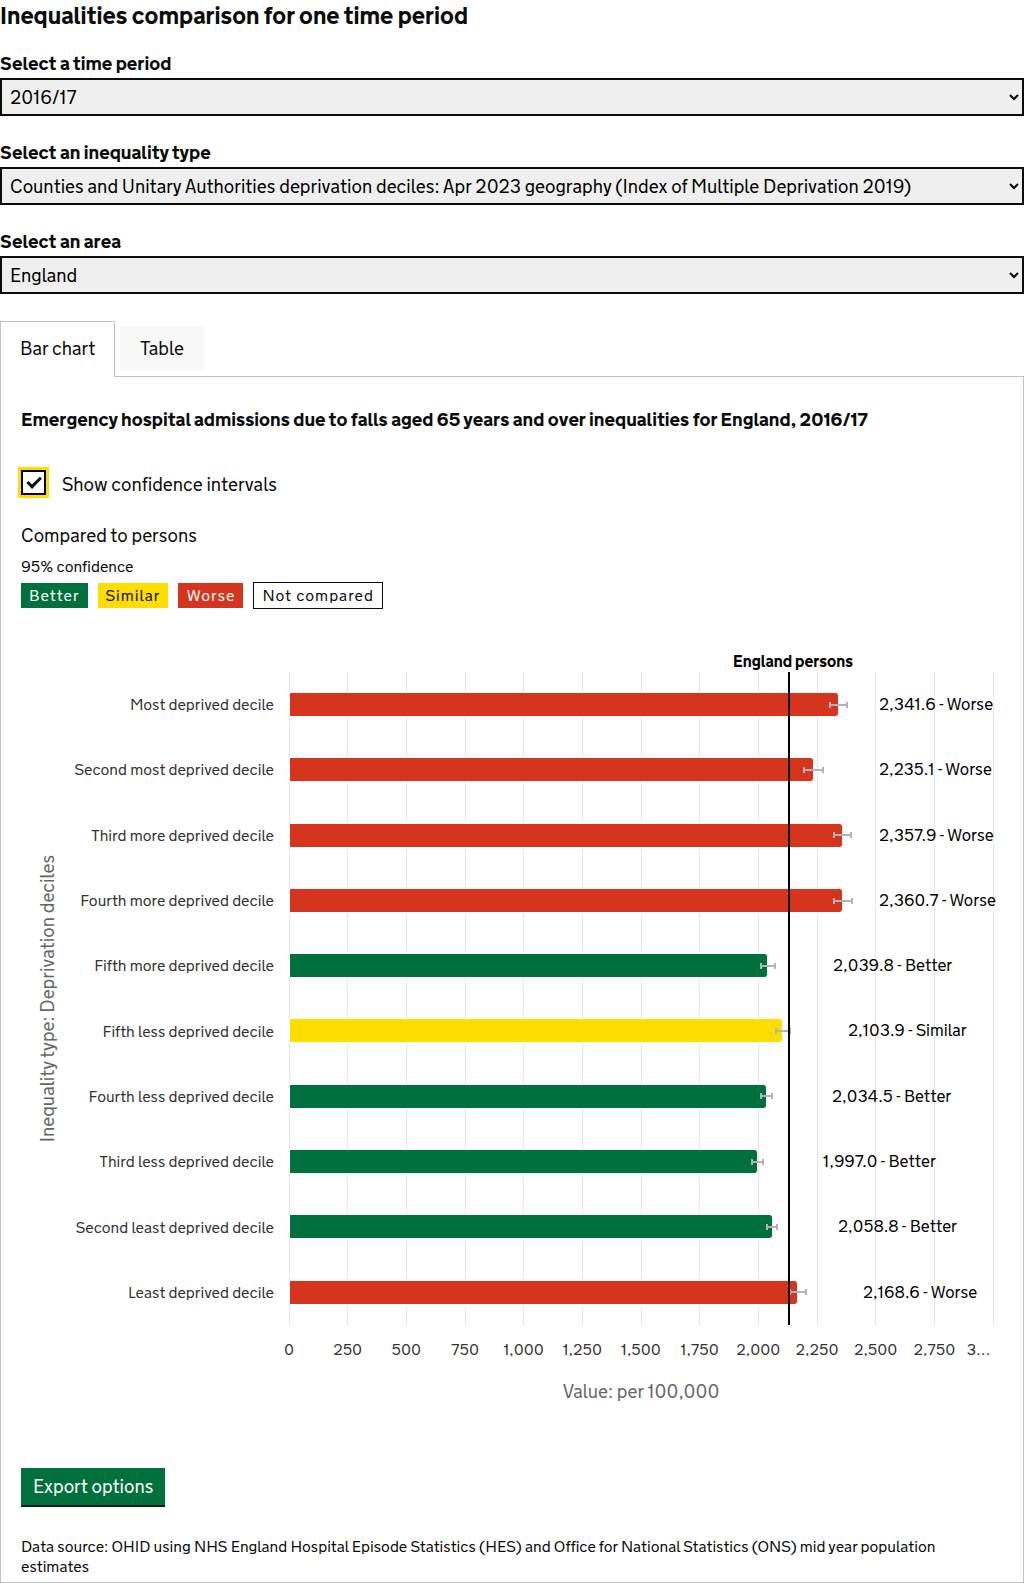 Inequalities comparison for one time period
Select a time period
2016/17
Select an inequality type
Counties and Unitary Authorities deprivation deciles: Apr 2023 geography (Index of Multiple Deprivation 2019)
Select an area
England
Bar chart
Table
Emergency hospital admissions due to falls aged 65 years and over inequalities for England, 2016/17
Show confidence intervals
Compared to persons
95% confidence
Better Similar Worse Not compared
England persons
Most deprived decile 2,341.6 - Worse
Second most deprived decile 2,235.1 - Worse
Third more deprived decile 2,357.9 - Worse
Fourth more deprived decile 2,360.7 - Worse
Fifth more deprived decile 2,039.8 - Better
Fifth less deprived decile 2,103.9 - Similar
Fourth less deprived decile 2,034.5 - Better
Third less deprived decile 1,997.0 - Better
Second least deprived decile 2,058.8 - Better
Least deprived decile 2,168.6 - Worse
Inequality type: Deprivation deciles
0 250 500 750 1,000 1,250 1,500 1,750 2,000 2,250 2,500 2,750 3...
Value: per 100,000
Export options
Data source: OHID using NHS England Hospital Episode Statistics (HES) and Office for National Statistics (ONS) mid year population
estimates